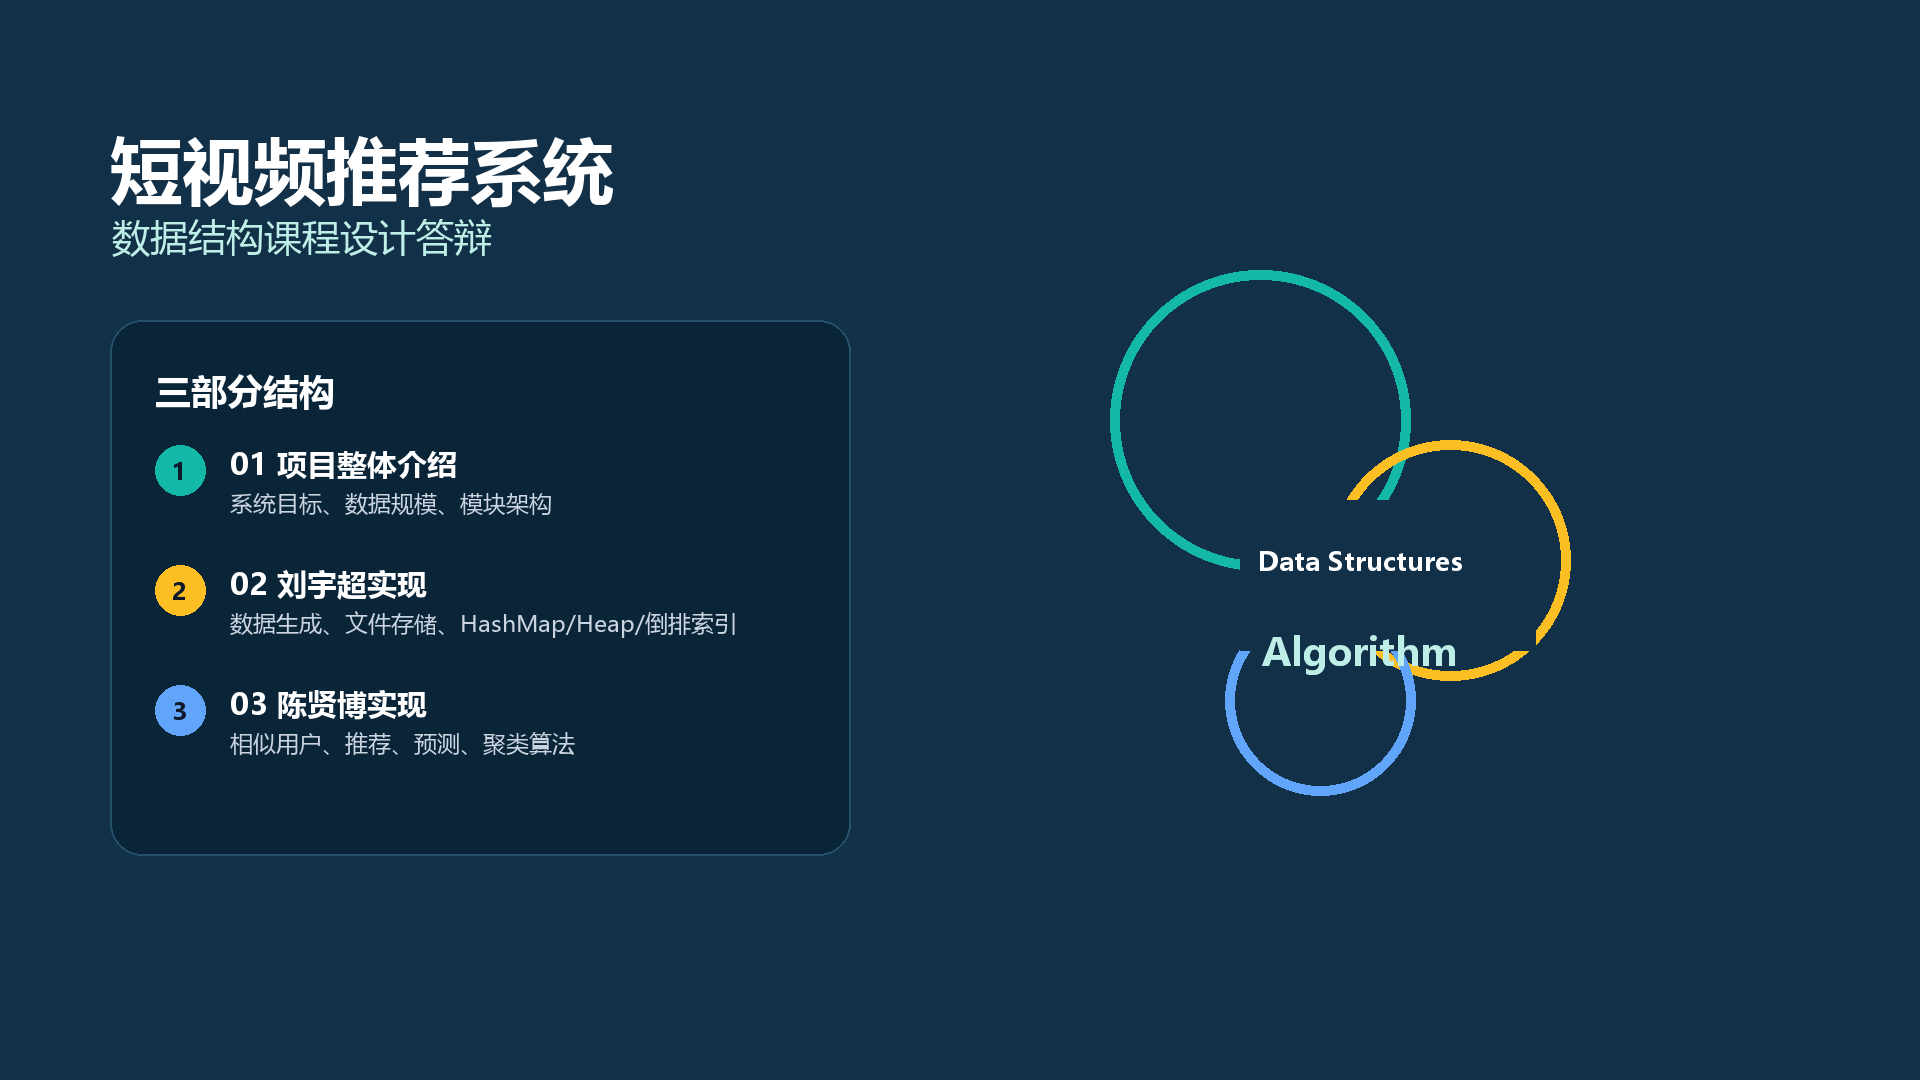 短视频推荐系统
数据结构课程设计答辩
三部分结构
1
01 项目整体介绍
系统目标、数据规模、模块架构
2
02 刘宇超实现
数据生成、文件存储、HashMap/Heap/倒排索引
3
03 陈贤博实现
相似用户、推荐、预测、聚类算法
Data Structures
Algorithm